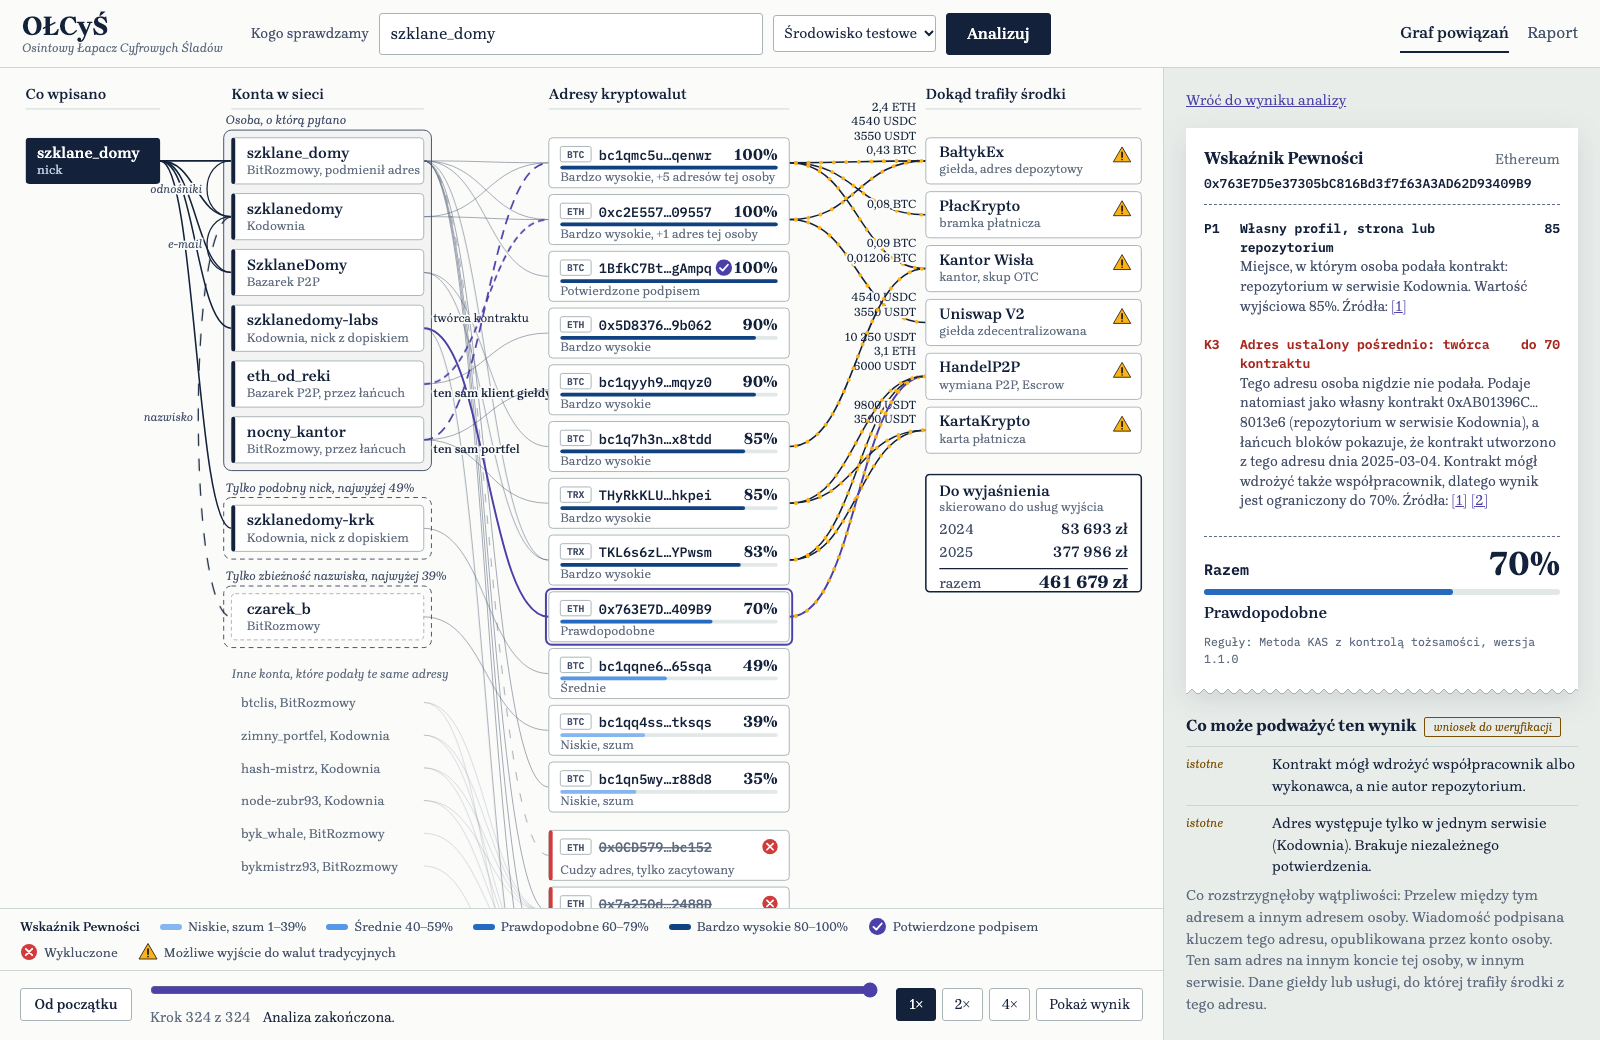 OŁCyŚ
Osintowy Łapacz Cyfrowych Śladów
Kogo sprawdzamy
szklane_domy
Środowisko testowe
Analizuj
Graf powiązań
Raport
Co wpisano
szklane_domy
nick
odnośniki
e-mail
nazwisko
Konta w sieci
Osoba, o którą pytano
szklane_domy
BitRozmowy, podmienił adres
szklanedomy
Kodownia
SzklaneDomy
Bazarek P2P
szklanedomy-labs
Kodownia, nick z dopiskiem
eth_od_reki
Bazarek P2P, przez łańcuch
nocny_kantor
BitRozmowy, przez łańcuch
Tylko podobny nick, najwyżej 49%
szklanedomy-krk
Kodownia, nick z dopiskiem
Tylko zbieżność nazwiska, najwyżej 39%
czarek_b
BitRozmowy
Inne konta, które podały te same adresy
btclis, BitRozmowy
zimny_portfel, Kodownia
hash-mistrz, Kodownia
node-zubr93, Kodownia
byk_whale, BitRozmowy
bykmistrz93, BitRozmowy
twórca kontraktu
ten sam klient giełdy
ten sam portfel
Adresy kryptowalut
BTC bc1qmc5u…qenwr 100%
Bardzo wysokie, +5 adresów tej osoby
ETH 0xc2E557…09557 100%
Bardzo wysokie, +1 adres tej osoby
BTC 1BfkC7Bt…gAmpq 100%
Potwierdzone podpisem
ETH 0x5D8376…9b062 90%
Bardzo wysokie
BTC bc1qyyh9…mqyz0 90%
Bardzo wysokie
BTC bc1q7h3n…x8tdd 85%
Bardzo wysokie
TRX THyRkKLU…hkpei 85%
Bardzo wysokie
TRX TKL6s6zL…YPwsm 83%
Bardzo wysokie
ETH 0x763E7D…409B9 70%
Prawdopodobne
BTC bc1qqne6…65sqa 49%
Średnie
BTC bc1qq4ss…tksqs 39%
Niskie, szum
BTC bc1qn5wy…r88d8 35%
Niskie, szum
ETH 0x0CD579…bc152
Cudzy adres, tylko zacytowany
ETH 0x7a250d…2488D
2,4 ETH
4540 USDC
3550 USDT
0,43 BTC
0,08 BTC
0,09 BTC
0,01206 BTC
4540 USDC
3550 USDT
10 250 USDT
3,1 ETH
5000 USDT
9800 USDT
3500 USDT
Dokąd trafiły środki
BałtykEx
giełda, adres depozytowy
PłacKrypto
bramka płatnicza
Kantor Wisła
kantor, skup OTC
Uniswap V2
giełda zdecentralizowana
HandelP2P
wymiana P2P, Escrow
KartaKrypto
karta płatnicza
Do wyjaśnienia
skierowano do usług wyjścia
2024 83 693 zł
2025 377 986 zł
razem 461 679 zł
Wskaźnik Pewności
Niskie, szum 1–39%
Średnie 40–59%
Prawdopodobne 60–79%
Bardzo wysokie 80–100%
Potwierdzone podpisem
Wykluczone
Możliwe wyjście do walut tradycyjnych
Od początku
Krok 324 z 324 Analiza zakończona.
1×
2×
4×
Pokaż wynik
Wróć do wyniku analizy
Wskaźnik Pewności Ethereum
0x763E7D5e37305bC816Bd3f7f63A3AD62D93409B9
P1 Własny profil, strona lub 85
repozytorium
Miejsce, w którym osoba podała kontrakt:
repozytorium w serwisie Kodownia. Wartość
wyjściowa 85%. Źródła: [1]
K3 Adres ustalony pośrednio: twórca do 70
kontraktu
Tego adresu osoba nigdzie nie podała. Podaje
natomiast jako własny kontrakt 0xAB01396C…
8013e6 (repozytorium w serwisie Kodownia), a
łańcuch bloków pokazuje, że kontrakt utworzono
z tego adresu dnia 2025-03-04. Kontrakt mógł
wdrożyć także współpracownik, dlatego wynik
jest ograniczony do 70%. Źródła: [1] [2]
Razem 70%
Prawdopodobne
Reguły: Metoda KAS z kontrolą tożsamości, wersja
1.1.0
Co może podważyć ten wynik wniosek do weryfikacji
istotne Kontrakt mógł wdrożyć współpracownik albo
wykonawca, a nie autor repozytorium.
istotne Adres występuje tylko w jednym serwisie
(Kodownia). Brakuje niezależnego
potwierdzenia.
Co rozstrzygnęłoby wątpliwości: Przelew między tym
adresem a innym adresem osoby. Wiadomość podpisana
kluczem tego adresu, opublikowana przez konto osoby.
Ten sam adres na innym koncie tej osoby, w innym
serwisie. Dane giełdy lub usługi, do której trafiły środki z
tego adresu.